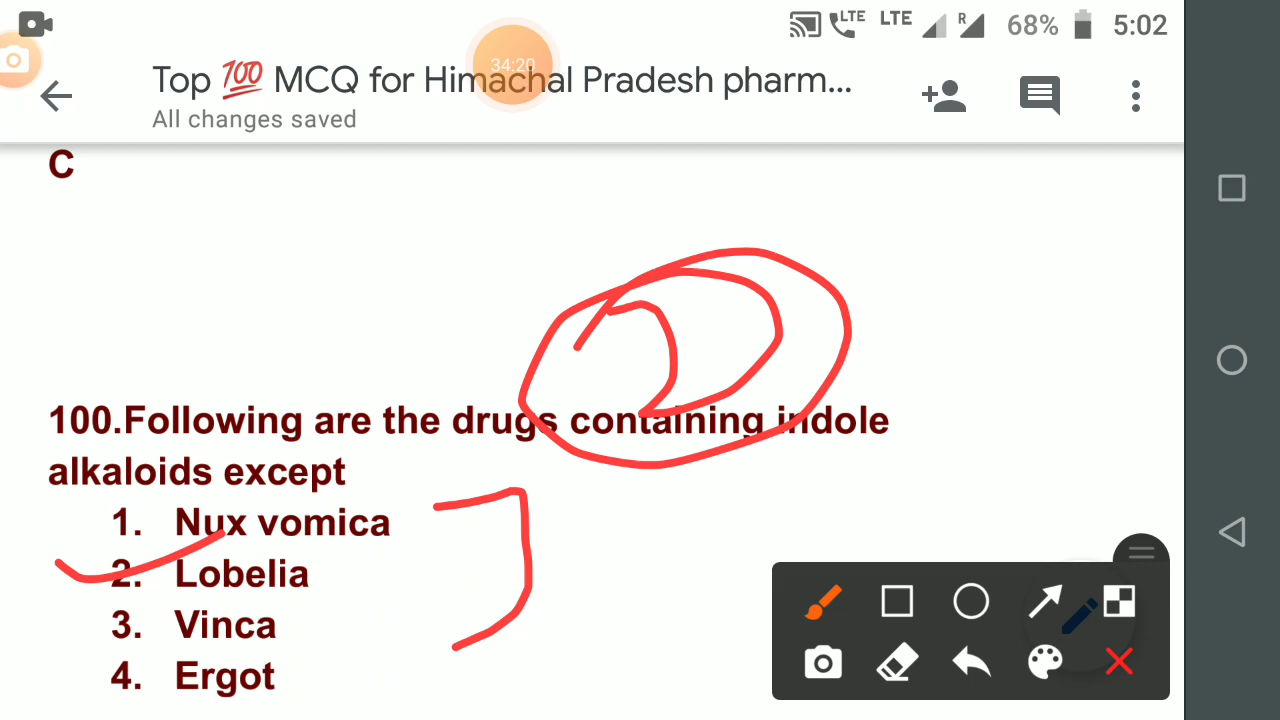 LTE LTE R 68% 5:02
34:20
Top 💯 MCQ for Himachal Pradesh pharm...
All changes saved
C
100.Following are the drugs containing indole
alkaloids except
1. Nux vomica
2. Lobelia
3. Vinca
4. Ergot